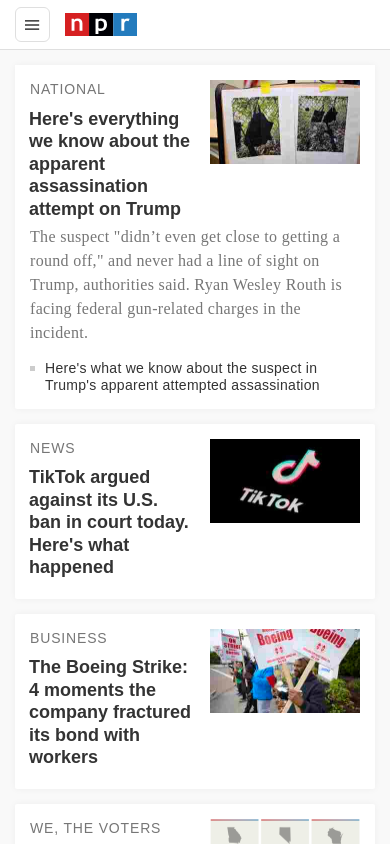 npr
NATIONAL
Here's everything
we know about the
apparent
assassination
attempt on Trump
The suspect "didn’t even get close to getting a
round off," and never had a line of sight on
Trump, authorities said. Ryan Wesley Routh is
facing federal gun-related charges in the
incident.
Here's what we know about the suspect in
Trump's apparent attempted assassination
NEWS
TikTok argued
against its U.S.
ban in court today.
Here's what
happened
TikTok
BUSINESS
The Boeing Strike:
4 moments the
company fractured
its bond with
workers
ON
STRIKE
Boeing
Boeing
WE, THE VOTERS